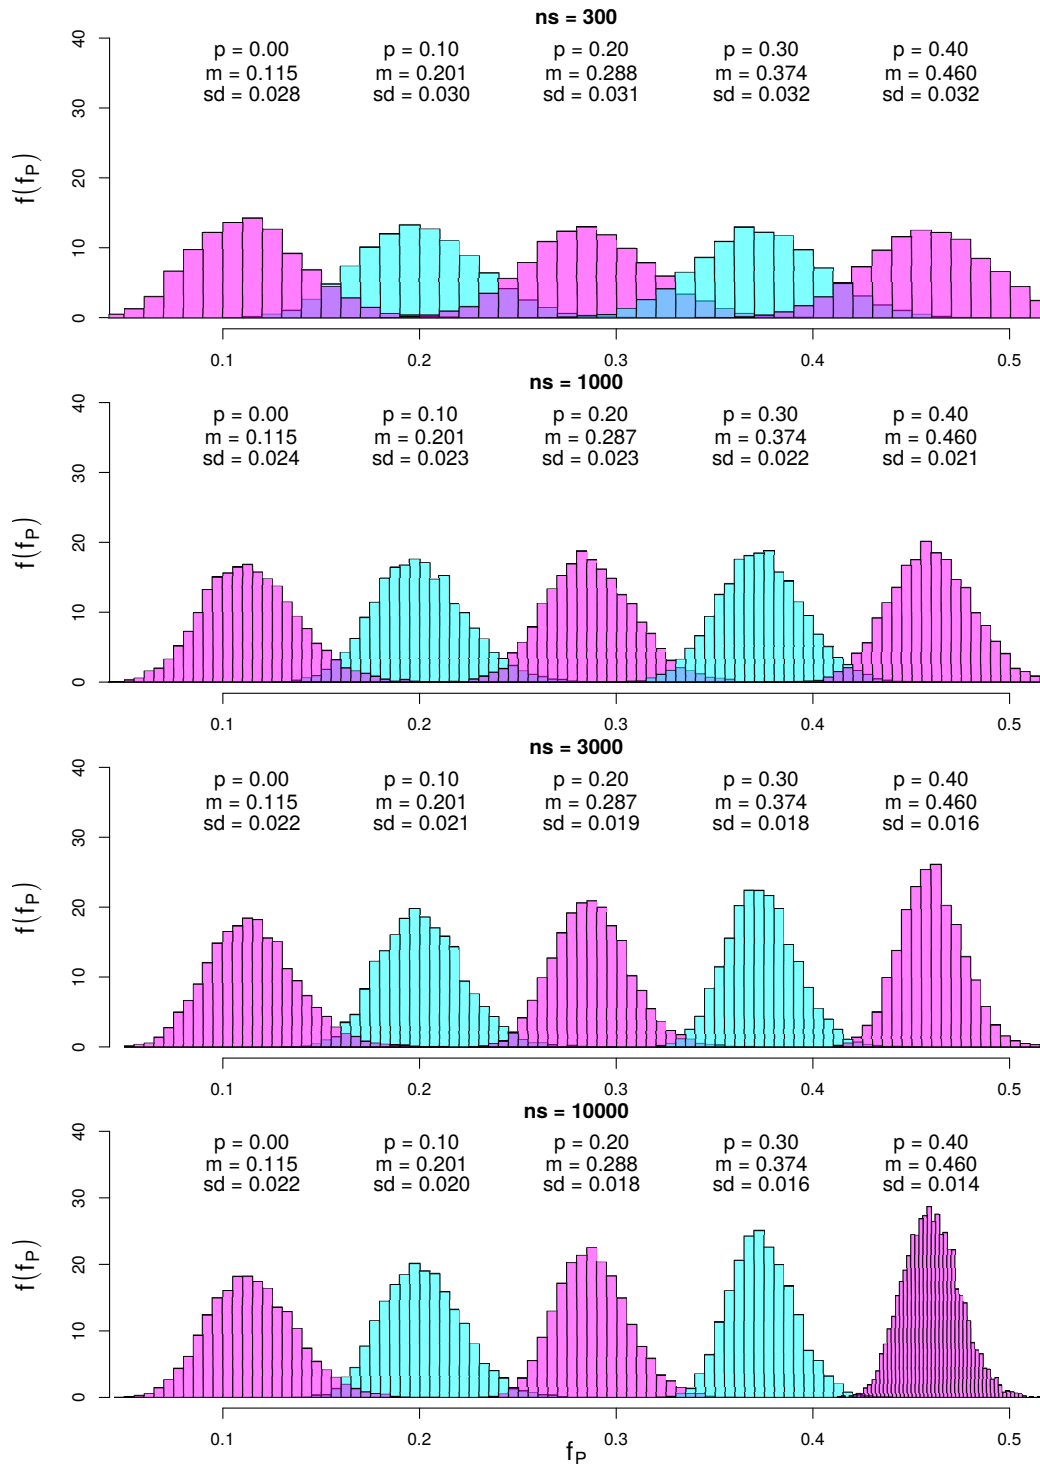 ns = 300
p = 0.00 p = 0.10 p = 0.20 p = 0.30 p = 0.40
m = 0.115 m = 0.201 m = 0.288 m = 0.374 m = 0.460
sd = 0.028 sd = 0.030 sd = 0.031 sd = 0.032 sd = 0.032
f(f_P)
40
30
20
10
0
0.1 0.2 0.3 0.4 0.5
ns = 1000
p = 0.00 p = 0.10 p = 0.20 p = 0.30 p = 0.40
m = 0.115 m = 0.201 m = 0.287 m = 0.374 m = 0.460
sd = 0.024 sd = 0.023 sd = 0.023 sd = 0.022 sd = 0.021
f(f_P)
40
30
20
10
0
0.1 0.2 0.3 0.4 0.5
ns = 3000
p = 0.00 p = 0.10 p = 0.20 p = 0.30 p = 0.40
m = 0.115 m = 0.201 m = 0.287 m = 0.374 m = 0.460
sd = 0.022 sd = 0.021 sd = 0.019 sd = 0.018 sd = 0.016
f(f_P)
40
30
20
10
0
0.1 0.2 0.3 0.4 0.5
ns = 10000
p = 0.00 p = 0.10 p = 0.20 p = 0.30 p = 0.40
m = 0.115 m = 0.201 m = 0.288 m = 0.374 m = 0.460
sd = 0.022 sd = 0.020 sd = 0.018 sd = 0.016 sd = 0.014
f(f_P)
40
30
20
10
0
0.1 0.2 0.3 0.4 0.5
f_P